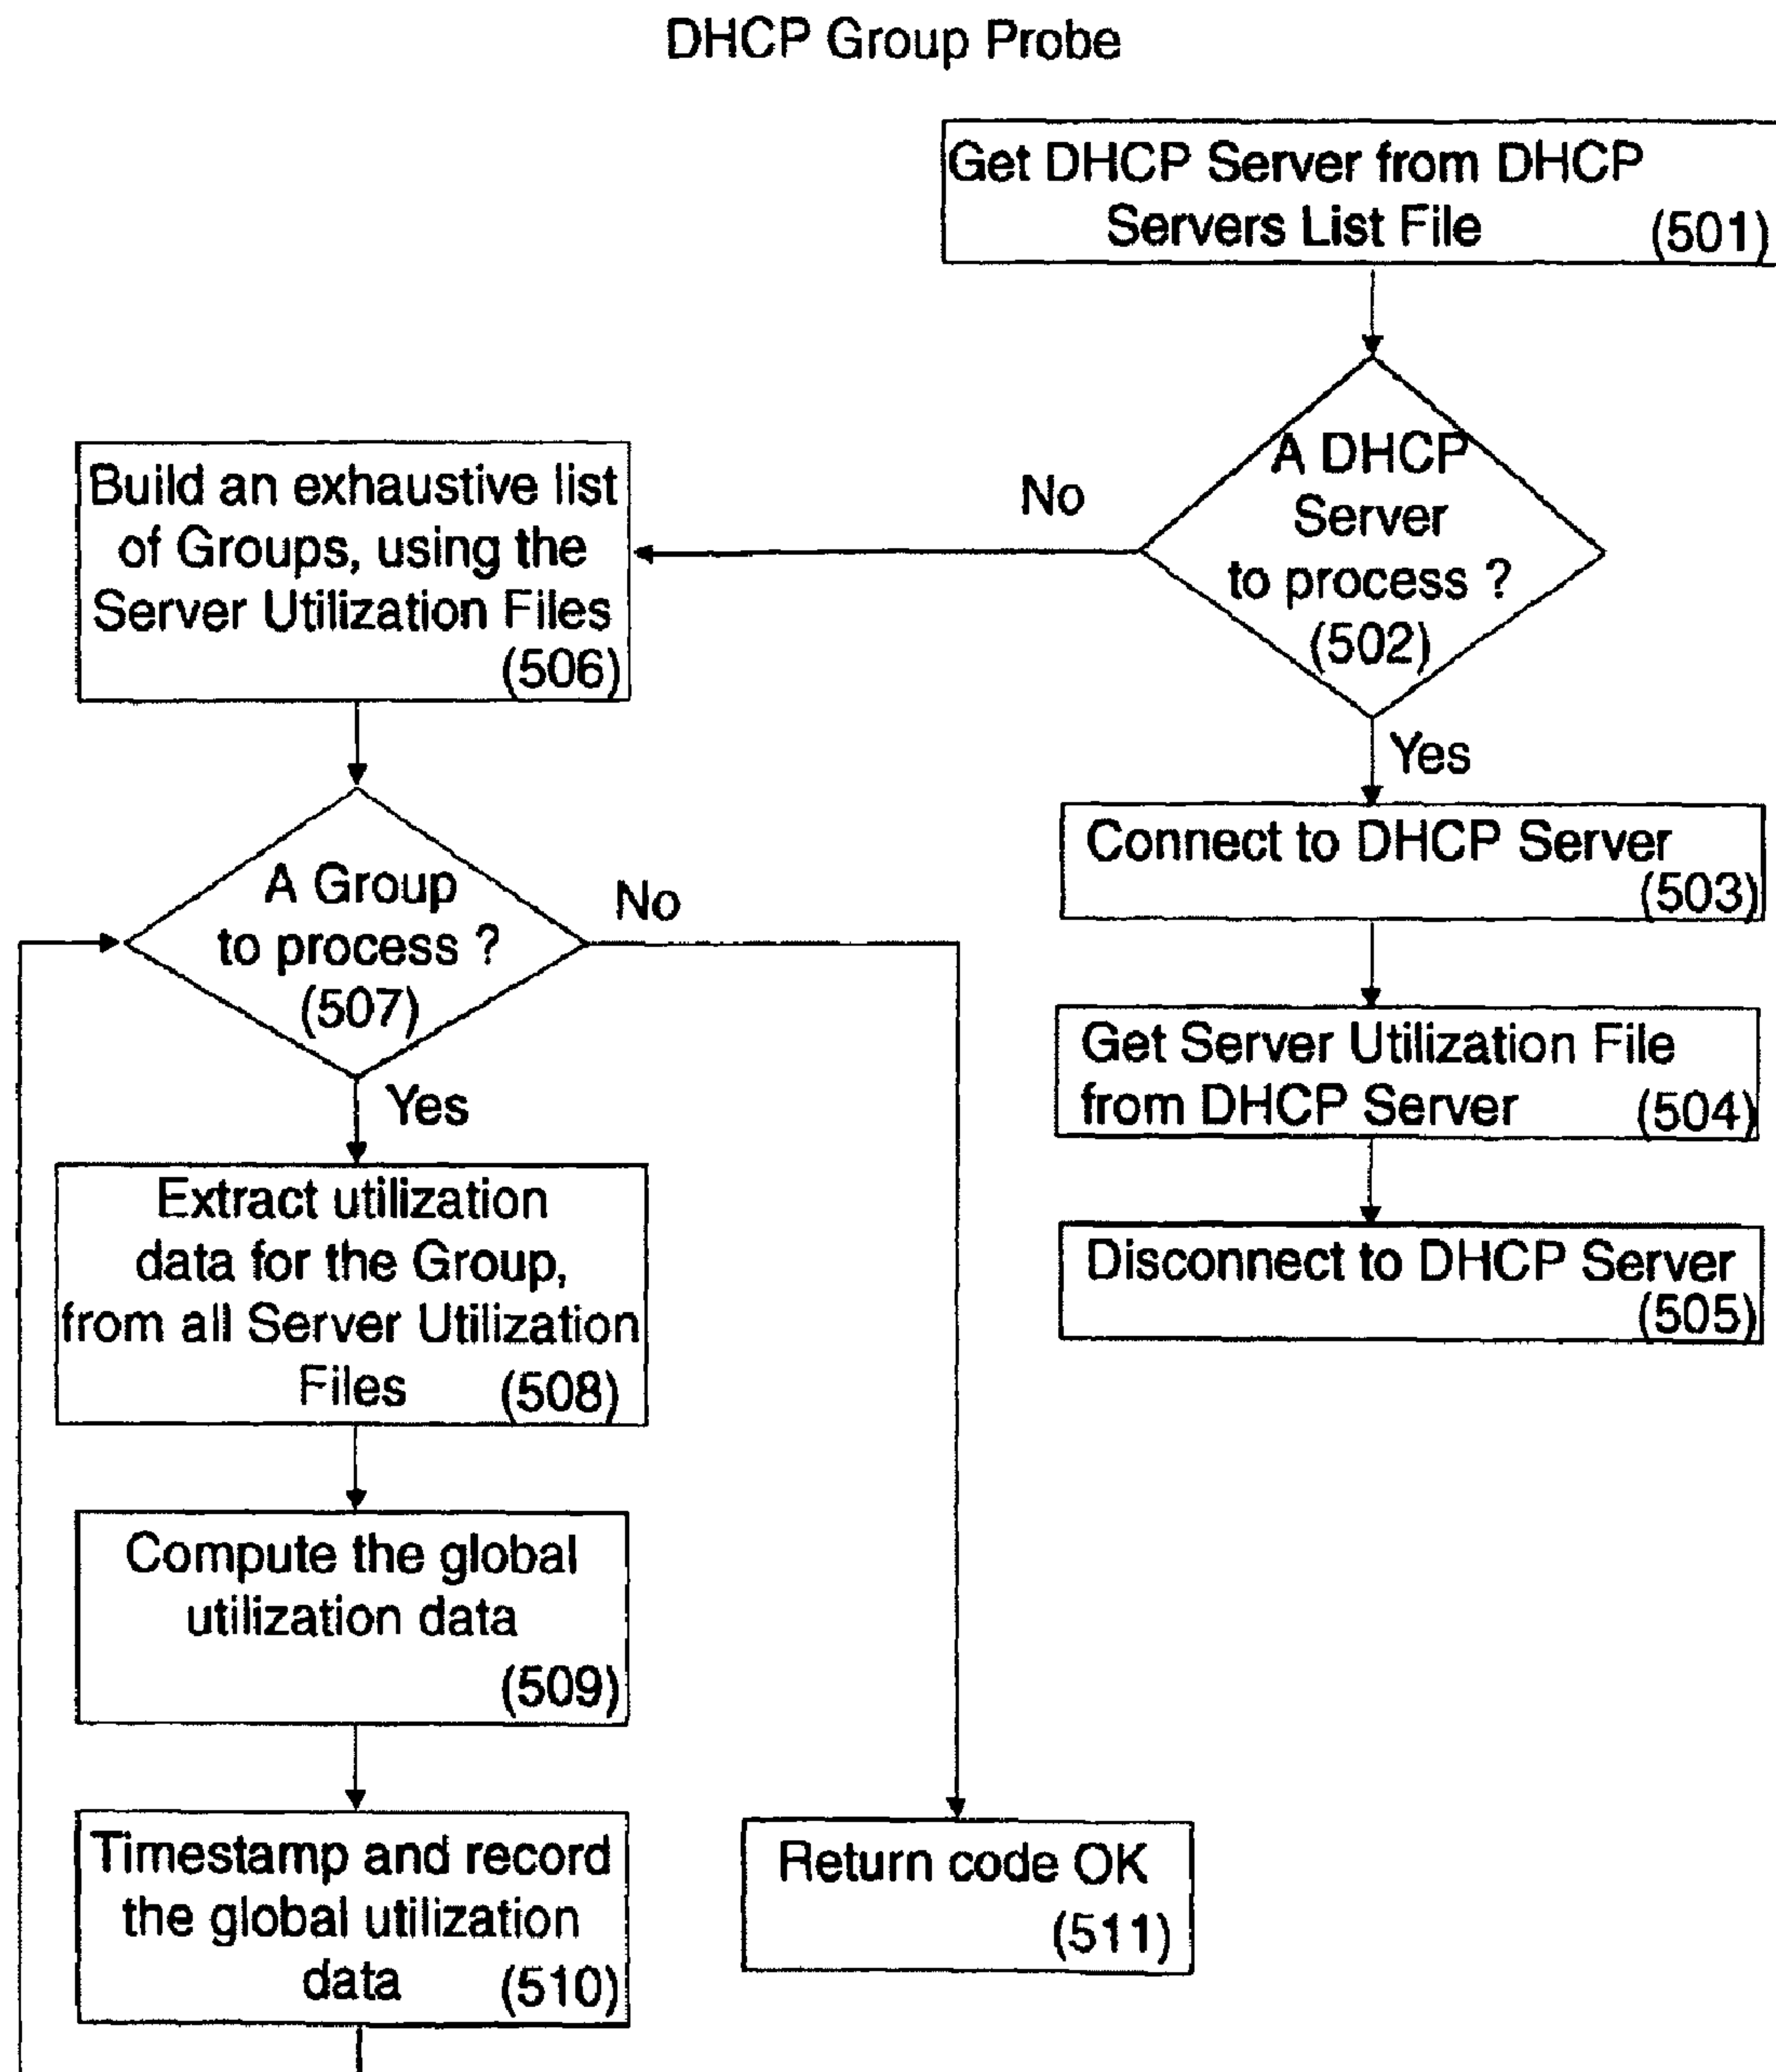 DHCP Group Probe
Get DHCP Server from DHCP
Servers List File (501)
A DHCP
Server
to process ?
(502)
No
Yes
Build an exhaustive list
of Groups, using the
Server Utilization Files
(506)
Connect to DHCP Server
(503)
A Group
to process ?
(507)
No
Yes
Get Server Utilization File
from DHCP Server (504)
Extract utilization
data for the Group,
from all Server Utilization
Files (508)
Disconnect to DHCP Server
(505)
Compute the global
utilization data
(509)
Timestamp and record
the global utilization
data (510)
Return code OK
(511)